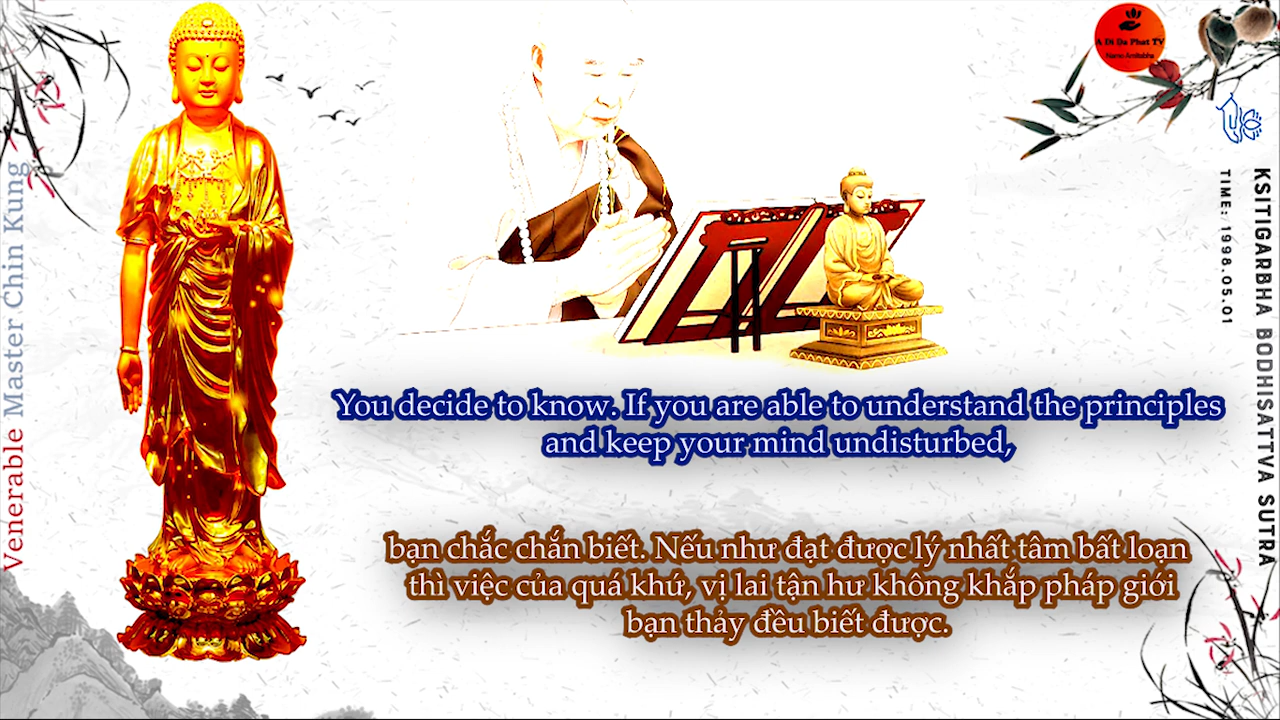 A Di Da Phat TV
Namo Amitabha
Venerable Master Chin Kung
KSITIGARBHA BODHISATTVA SUTRA
TIME: 1998.05.01
You decide to know. If you are able to understand the principles
and keep your mind undisturbed,
bạn chắc chắn biết. Nếu như đạt được lý nhất tâm bất loạn
thì việc của quá khứ, vị lai tận hư không khắp pháp giới
bạn thảy đều biết được.